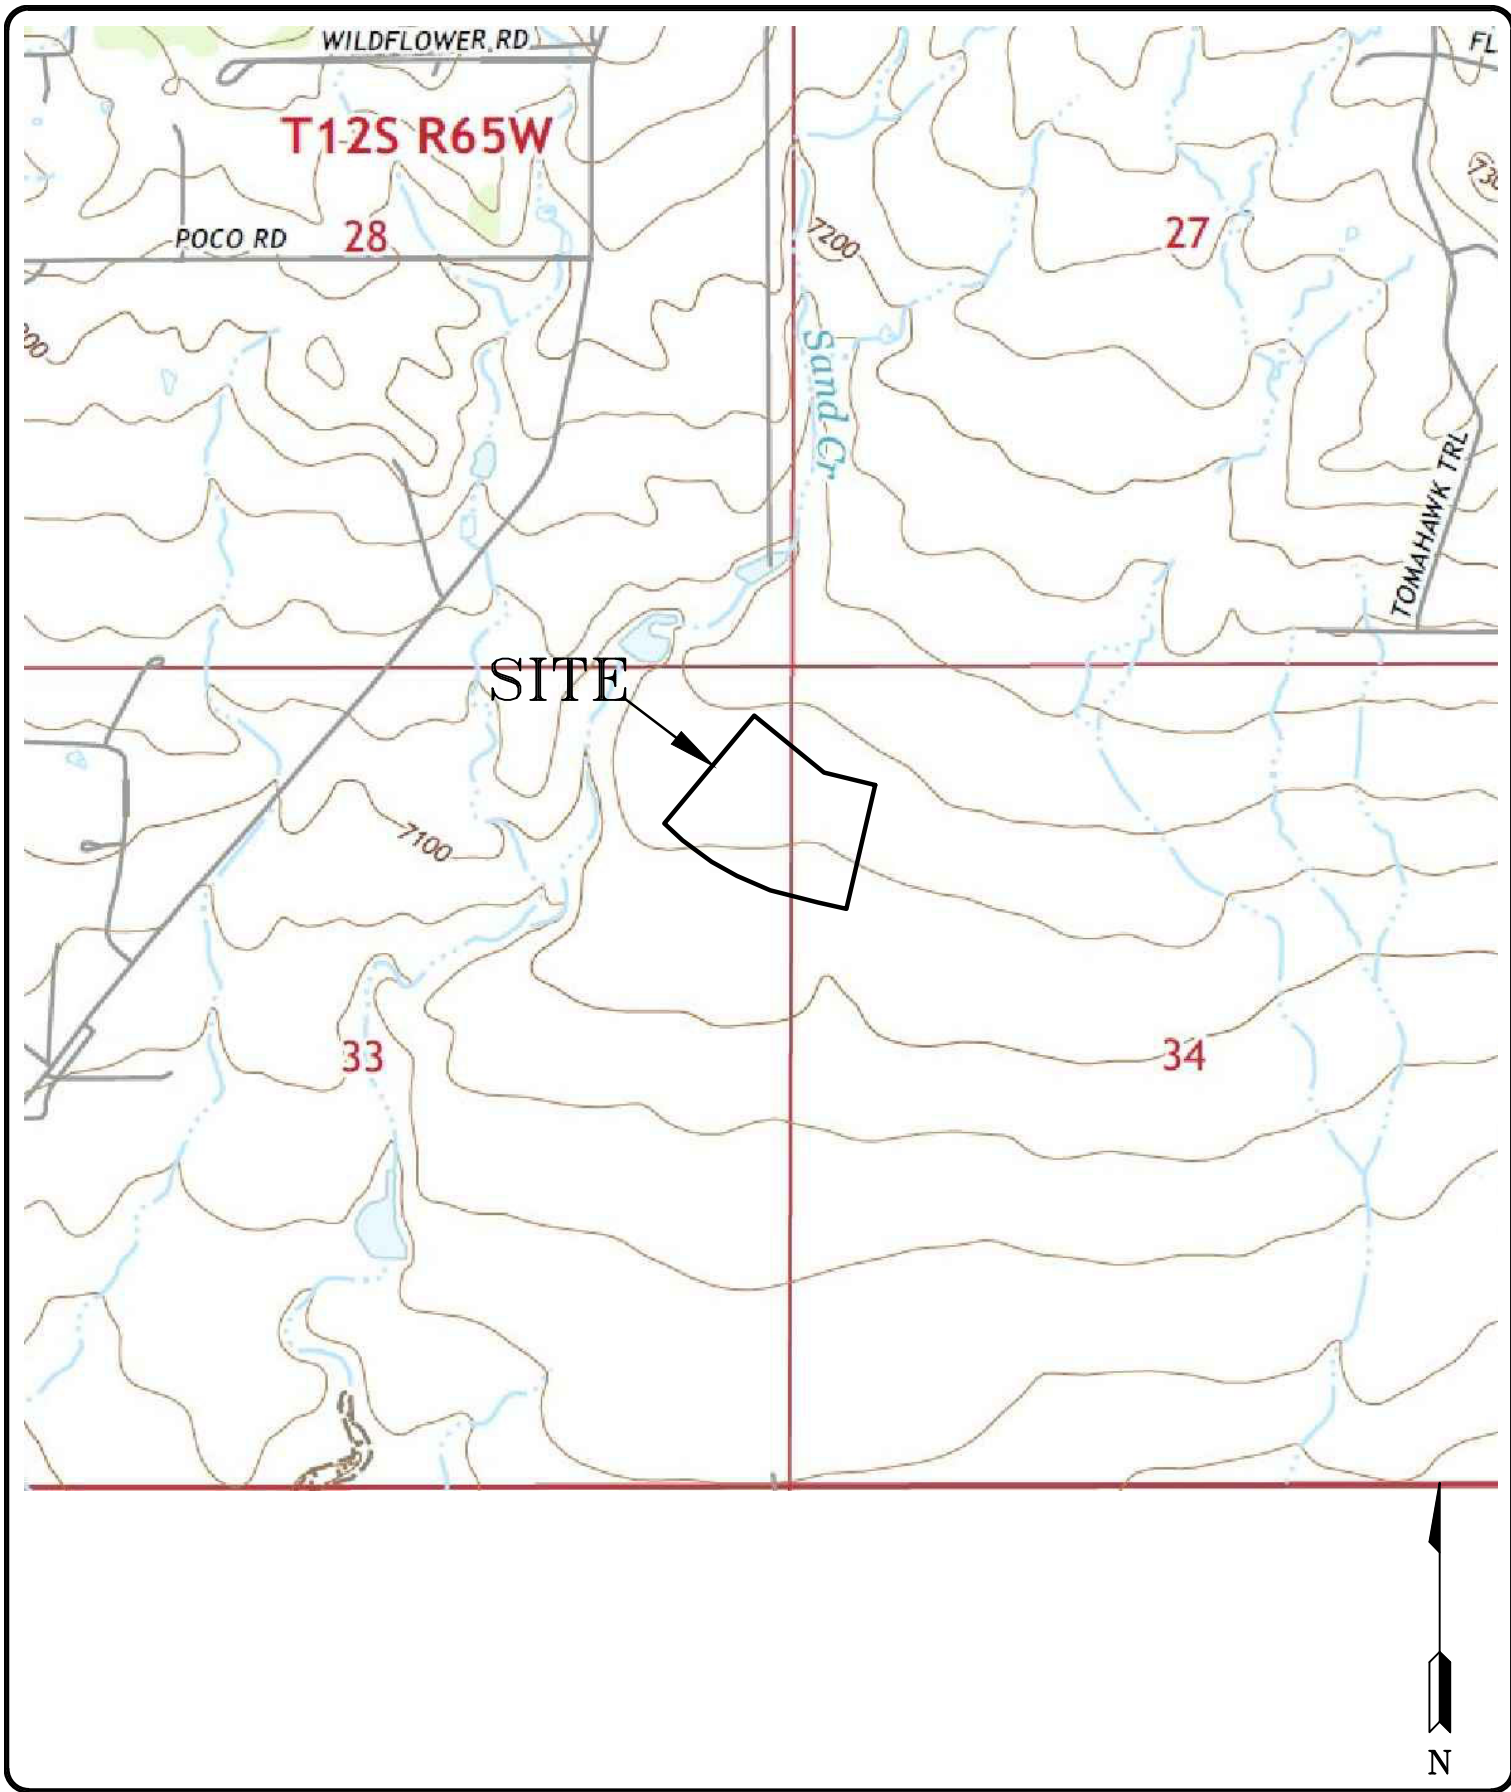 WILDFLOWER RD
FL
T12S R65W
28
27
POCO RD
7200
Sand Cr
TOMAHAWK TRL
SITE
7100
33
34
N